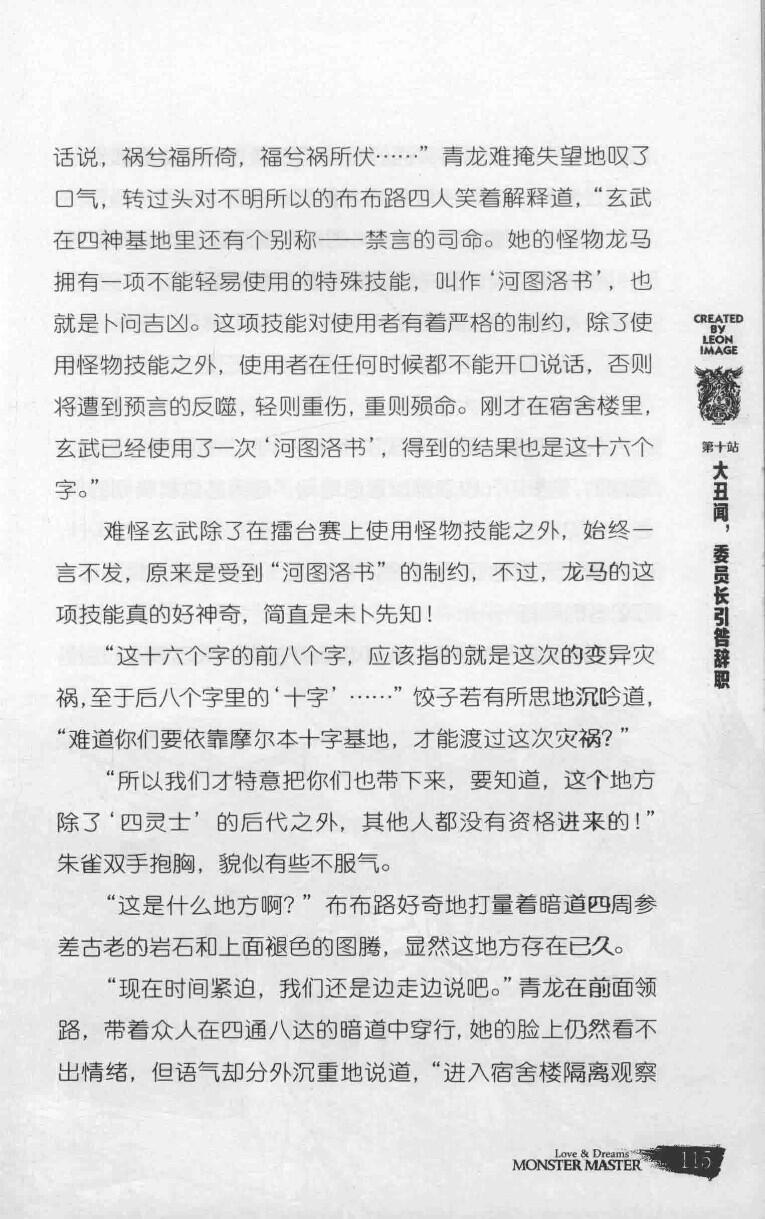 话说，祸兮福所倚，福兮祸所伏……”青龙难掩失望地叹了
口气，转过头对不明所以的布布路四人笑着解释道，“玄武
在四神基地里还有个别称——禁言的司命。她的怪物龙马
拥有一项不能轻易使用的特殊技能，叫作‘河图洛书’，也
就是卜问吉凶。这项技能对使用者有着严格的制约，除了使
用怪物技能之外，使用者在任何时候都不能开口说话，否则
将遭到预言的反噬，轻则重伤，重则殒命。刚才在宿舍楼里，
玄武已经使用了一次‘河图洛书’，得到的结果也是这十六个
字。”
难怪玄武除了在擂台赛上使用怪物技能之外，始终一
言不发，原来是受到“河图洛书”的制约，不过，龙马的这
项技能真的好神奇，简直是未卜先知！
“这十六个字的前八个字，应该指的就是这次的变异灾
祸，至于后八个字里的‘十字’……”饺子若有所思地沉吟道，
“难道你们要依靠摩尔本十字基地，才能渡过这次灾祸？”
“所以我们才特意把你们也带下来，要知道，这个地方
除了‘四灵士’的后代之外，其他人都没有资格进来的！”
朱雀双手抱胸，貌似有些不服气。
“这是什么地方啊？”布布路好奇地打量着暗道四周参
差古老的岩石和上面褪色的图腾，显然这地方存在已久。
“现在时间紧迫，我们还是边走边说吧。”青龙在前面领
路，带着众人在四通八达的暗道中穿行，她的脸上仍然看不
出情绪，但语气却分外沉重地说道，“进入宿舍楼隔离观察
CREATED
BY
LEON
IMAGE
第十站
大丑闻，委员长引咎辞职
Love & Dreams
MONSTER MASTER
115